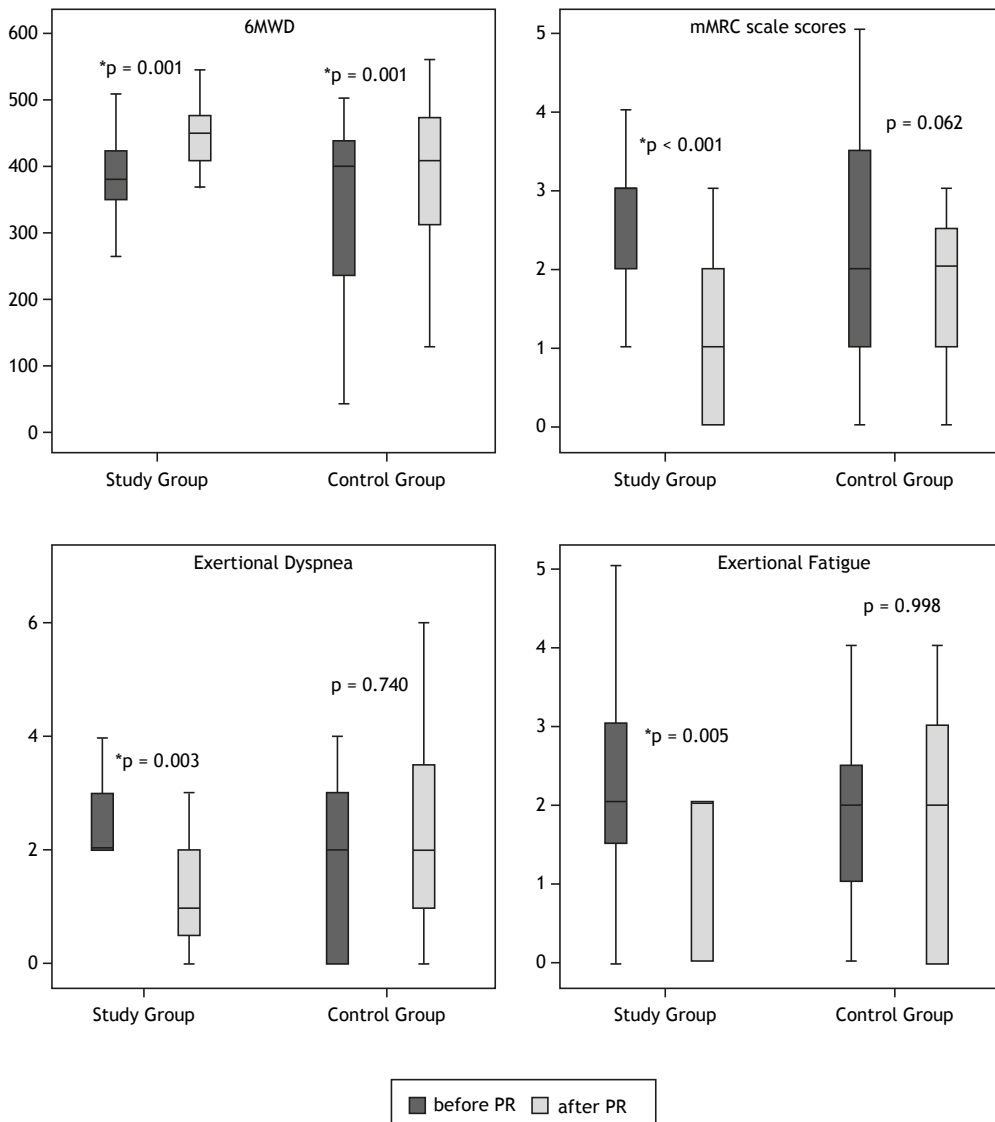 6MWD
600
500
400
300
200
100
0
*p = 0.001
*p = 0.001
Study Group
Control Group
mMRC scale scores
5
4
3
2
1
0
*p < 0.001
p = 0.062
Study Group
Control Group
Exertional Dyspnea
6
4
2
0
*p = 0.003
p = 0.740
Study Group
Control Group
Exertional Fatigue
5
4
3
2
1
0
*p = 0.005
p = 0.998
Study Group
Control Group
before PR after PR